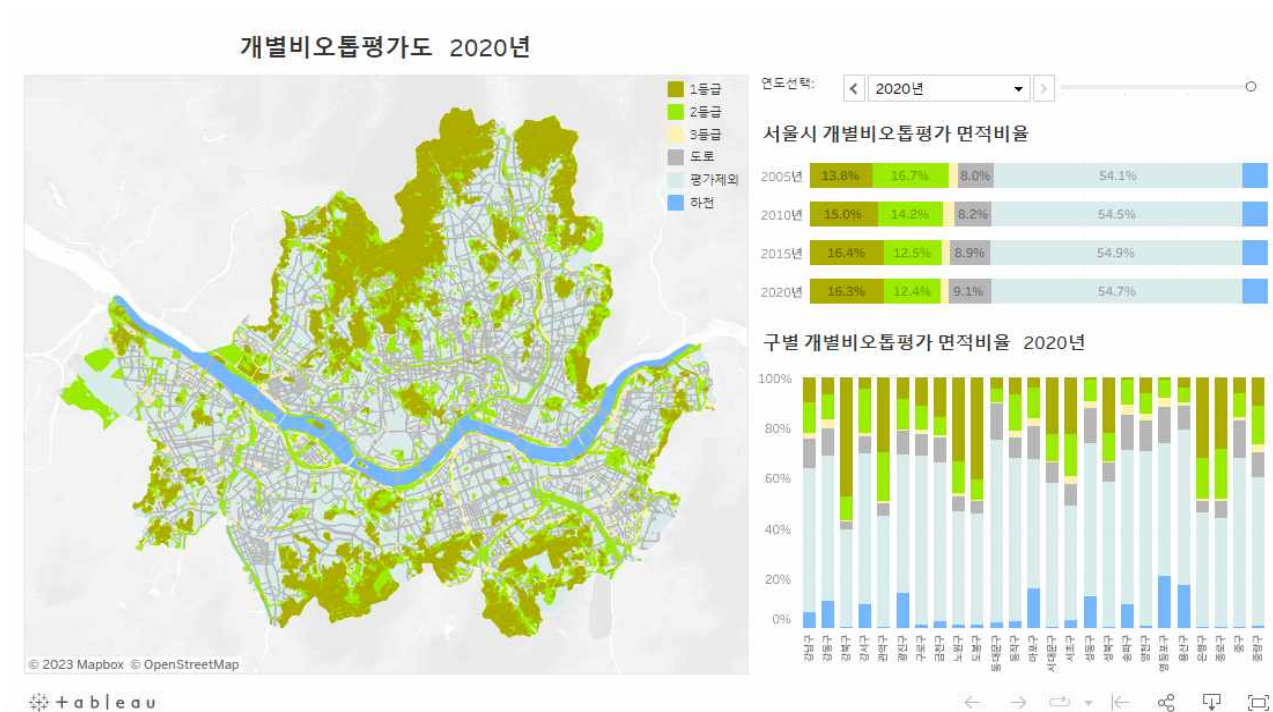 개별비오톱평가도 2020년
1등급
2등급
3등급
도로
평가제외
하천
© 2023 Mapbox © OpenStreetMap
연도선택:
2020년
서울시 개별비오톱평가 면적비율
2005년 13.8% 16.7% 8.0% 54.1%
2010년 15.0% 14.2% 8.2% 54.5%
2015년 16.4% 12.5% 8.9% 54.9%
2020년 16.3% 12.4% 9.1% 54.7%
구별 개별비오톱평가 면적비율 2020년
100%
80%
60%
40%
20%
0%
강남구
강동구
강북구
강서구
관악구
광진구
구로구
금천구
노원구
도봉구
동대문구
동작구
마포구
서대문구
서초구
성동구
성북구
송파구
양천구
영등포구
용산구
은평구
종로구
중구
중랑구
+ableau